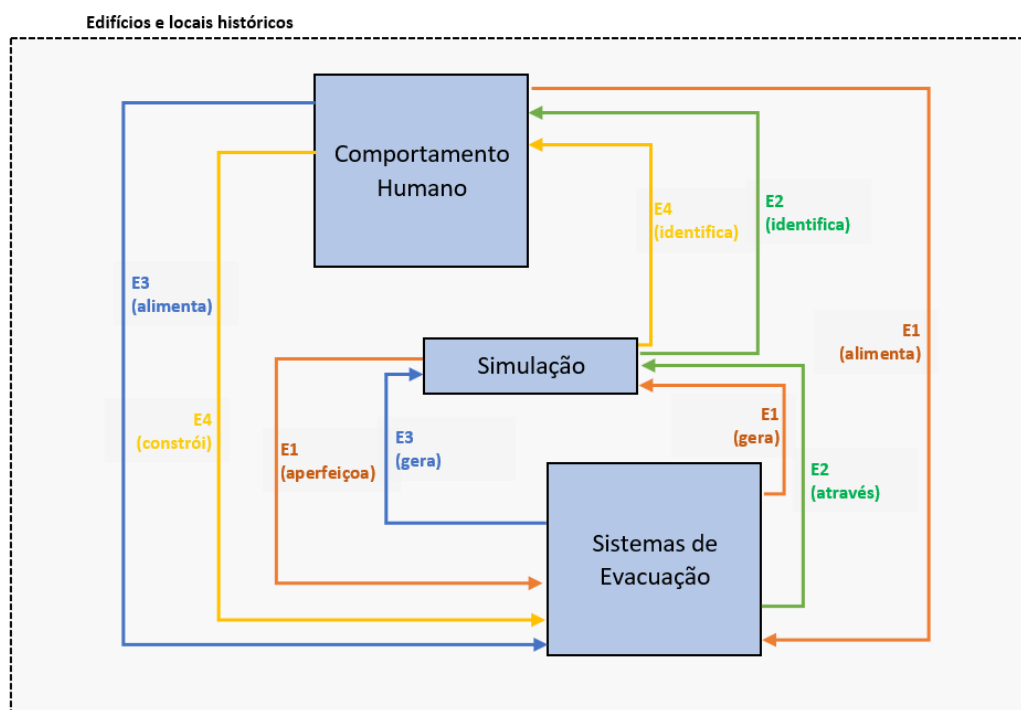 Edifícios e locais históricos
Comportamento
Humano
E2
(identifica)
E4
(identifica)
E3
(alimenta)
E1
(alimenta)
Simulação
E4
(constrói)
E1
(aperfeiçoa)
E3
(gera)
E1
(gera)
E2
(através)
Sistemas de
Evacuação